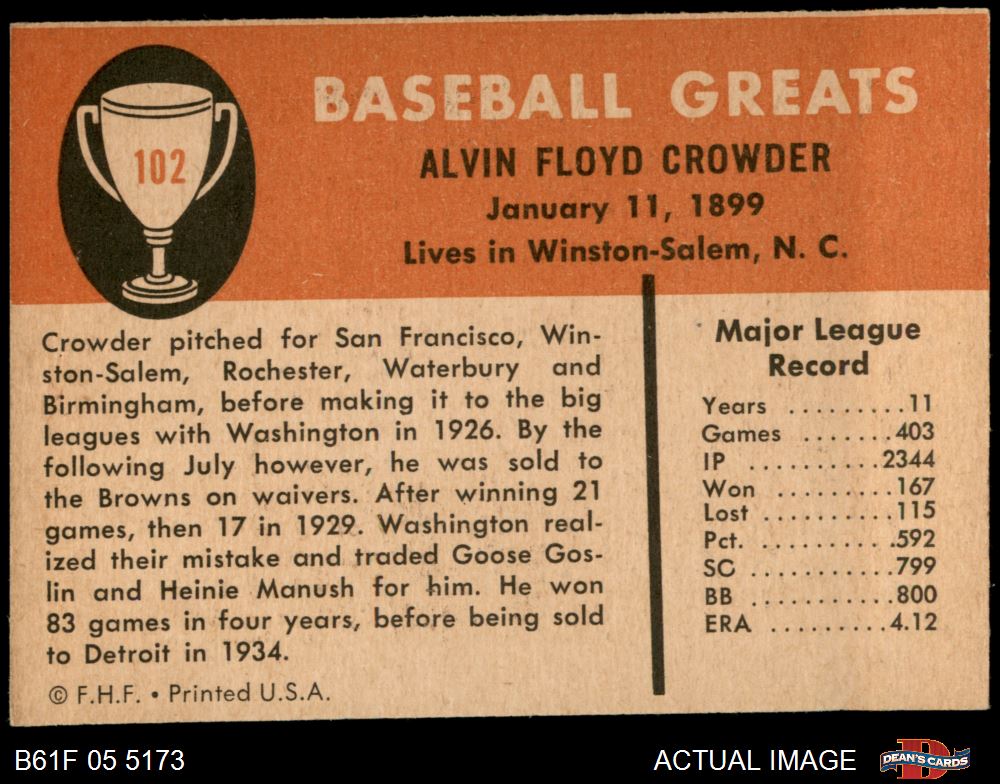 102
BASEBALL GREATS
ALVIN FLOYD CROWDER
January 11, 1899
Lives in Winston-Salem, N. C.
Crowder pitched for San Francisco, Win-
ston-Salem, Rochester, Waterbury and
Birmingham, before making it to the big
leagues with Washington in 1926. By the
following July however, he was sold to
the Browns on waivers. After winning 21
games, then 17 in 1929. Washington real-
ized their mistake and traded Goose Gos-
lin and Heinie Manush for him. He won
83 games in four years, before being sold
to Detroit in 1934.
© F.H.F. • Printed U.S.A.
Major League
Record
Years .........11
Games .......403
IP ..........2344
Won .........167
Lost ..........115
Pct. ..........592
SO ...........799
BB ...........800
ERA .........4.12
B61F 05 5173
ACTUAL IMAGE
D
DEAN'S CARDS